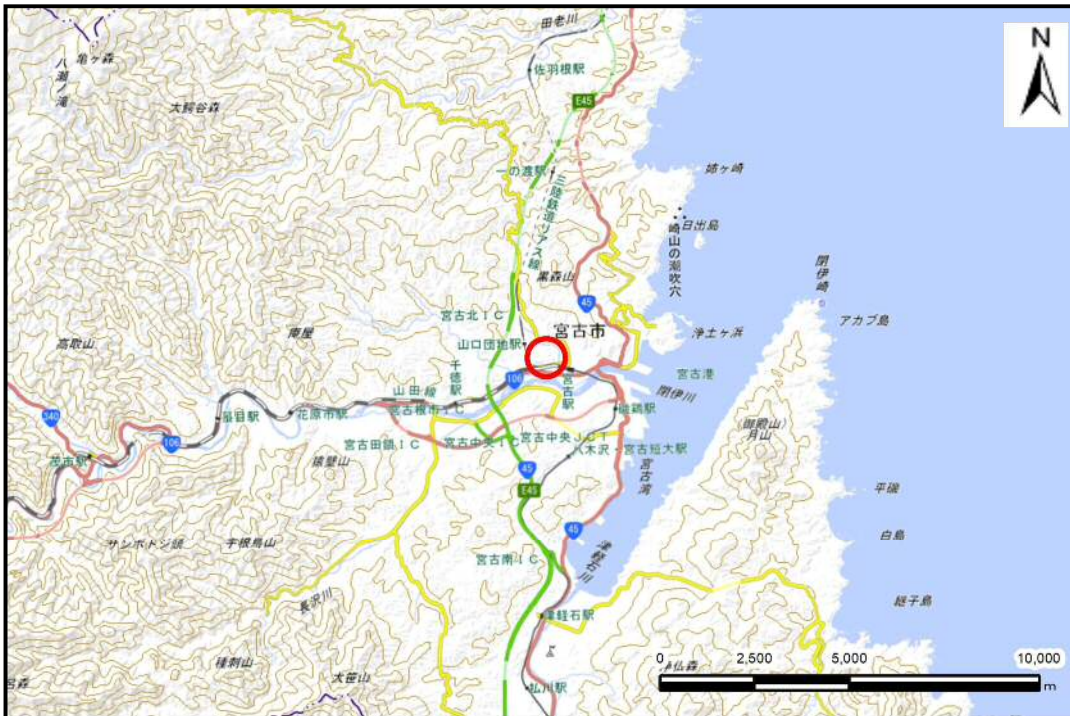 田老川
亀ヶ森
八瀬ノ滝
佐羽根駅
N
E45
大飼谷森
一の渡駅
姉ヶ崎
三陸鉄道リアス線
日出島
崎山の潮吹穴
黒森山
閉伊崎
45
アカブ島
宮古北IC
宮古市
浄土ヶ浜
庵屋
高取山
山口団地駅
千徳駅
宮古港
106
宮古駅
閉伊川
山田線
340
蟇目駅
花原市駅
宮古根市IC
磯鶏駅
(御殿山)
月山
106
宮古田鎖IC
宮古中央IC
宮古中央JCT
茂市駅
八木沢・宮古短大駅
猿壁山
45
宮古湾
E45
平磯
45
白島
サンボトジ頭
宇根鳥山
宮古南IC
津軽石川
長沢川
継子島
津軽石駅
種刺山
0
2,500
5,000
10,000
m
大笹山
払川駅